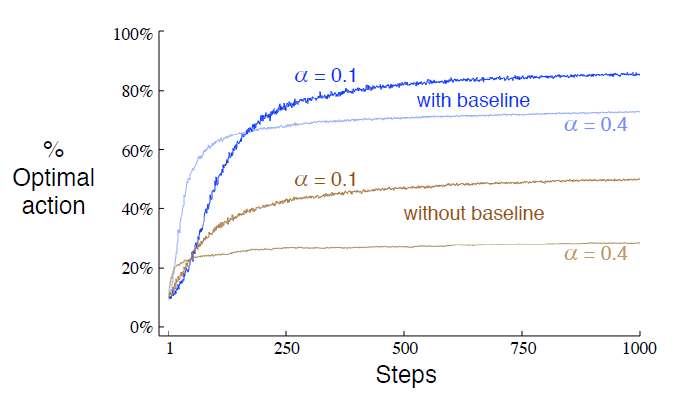 100%
α = 0.1
80%
with baseline
α = 0.4
%
Optimal
action
60%
α = 0.1
40%
without baseline
α = 0.4
20%
0%
1
250
500
750
1000
Steps